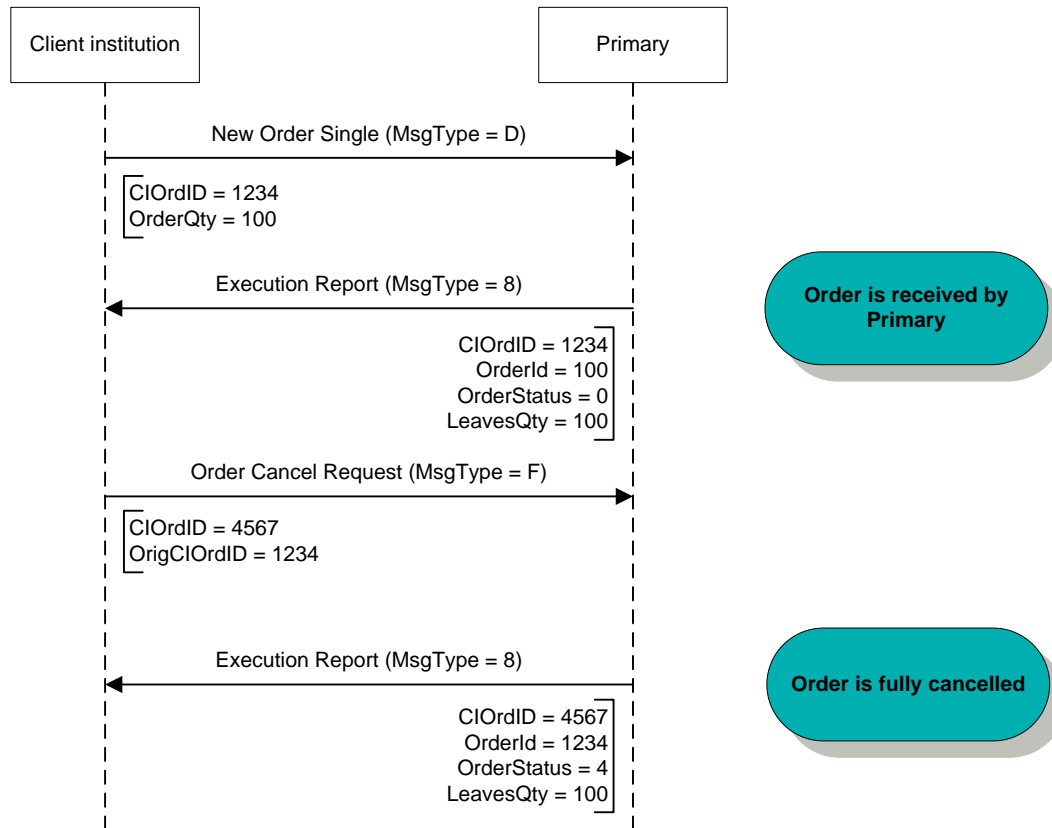 Client institution
Primary
New Order Single (MsgType = D)
ClOrdID = 1234
OrderQty = 100
Execution Report (MsgType = 8)
Order is received by
Primary
ClOrdID = 1234
OrderId = 100
OrderStatus = 0
LeavesQty = 100
Order Cancel Request (MsgType = F)
ClOrdID = 4567
OrigClOrdID = 1234
Execution Report (MsgType = 8)
Order is fully cancelled
ClOrdID = 4567
OrderId = 1234
OrderStatus = 4
LeavesQty = 100